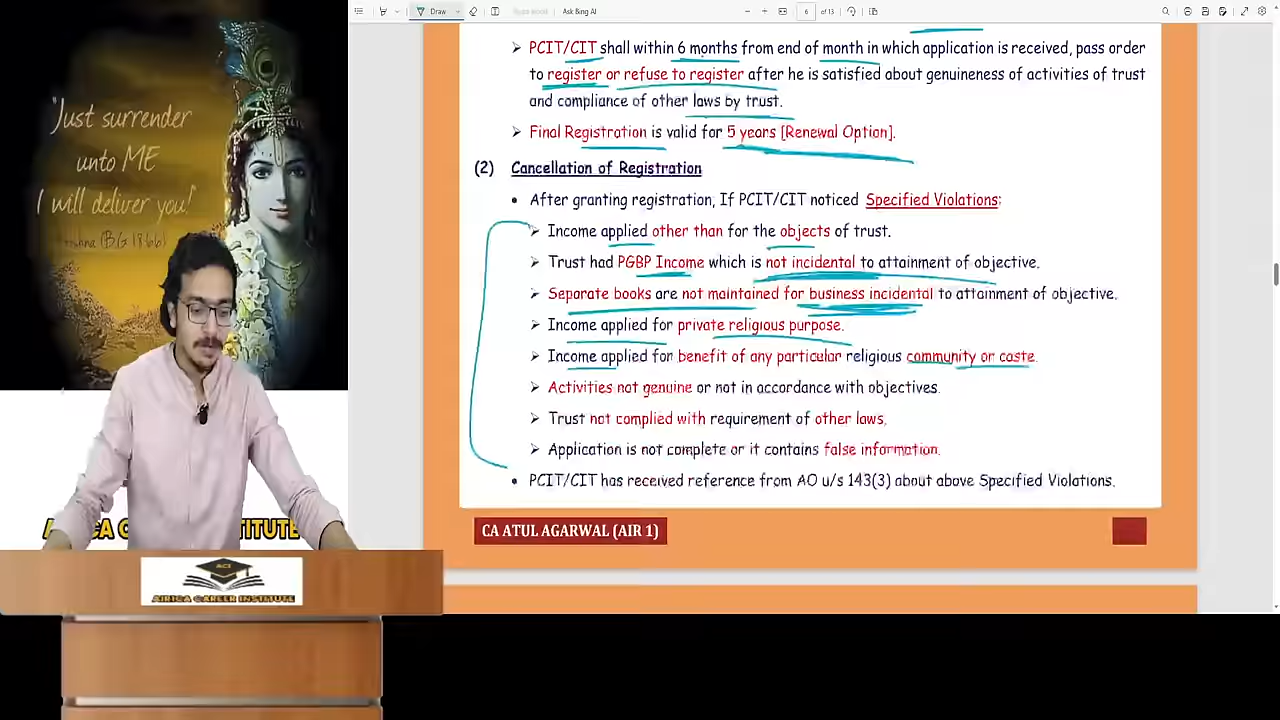 Draw
Read aloud
Ask Bing AI
6 of 13
"Just surrender
unto ME
I will deliver you!"
(B.G 18:66)
➢ PCIT/CIT shall within 6 months from end of month in which application is received, pass order
to register or refuse to register after he is satisfied about genuineness of activities of trust
and compliance of other laws by trust.
➢ Final Registration is valid for 5 years [Renewal Option].
(2) Cancellation of Registration
• After granting registration, If PCIT/CIT noticed Specified Violations:
➢ Income applied other than for the objects of trust.
➢ Trust had PGBP Income which is not incidental to attainment of objective.
➢ Separate books are not maintained for business incidental to attainment of objective.
➢ Income applied for private religious purpose.
➢ Income applied for benefit of any particular religious community or caste.
➢ Activities not genuine or not in accordance with objectives.
➢ Trust not complied with requirement of other laws.
➢ Application is not complete or it contains false information.
• PCIT/CIT has received reference from AO u/s 143(3) about above Specified Violations.
CA ATUL AGARWAL (AIR 1)
ACI
AIR1CA CAREER INSTITUTE